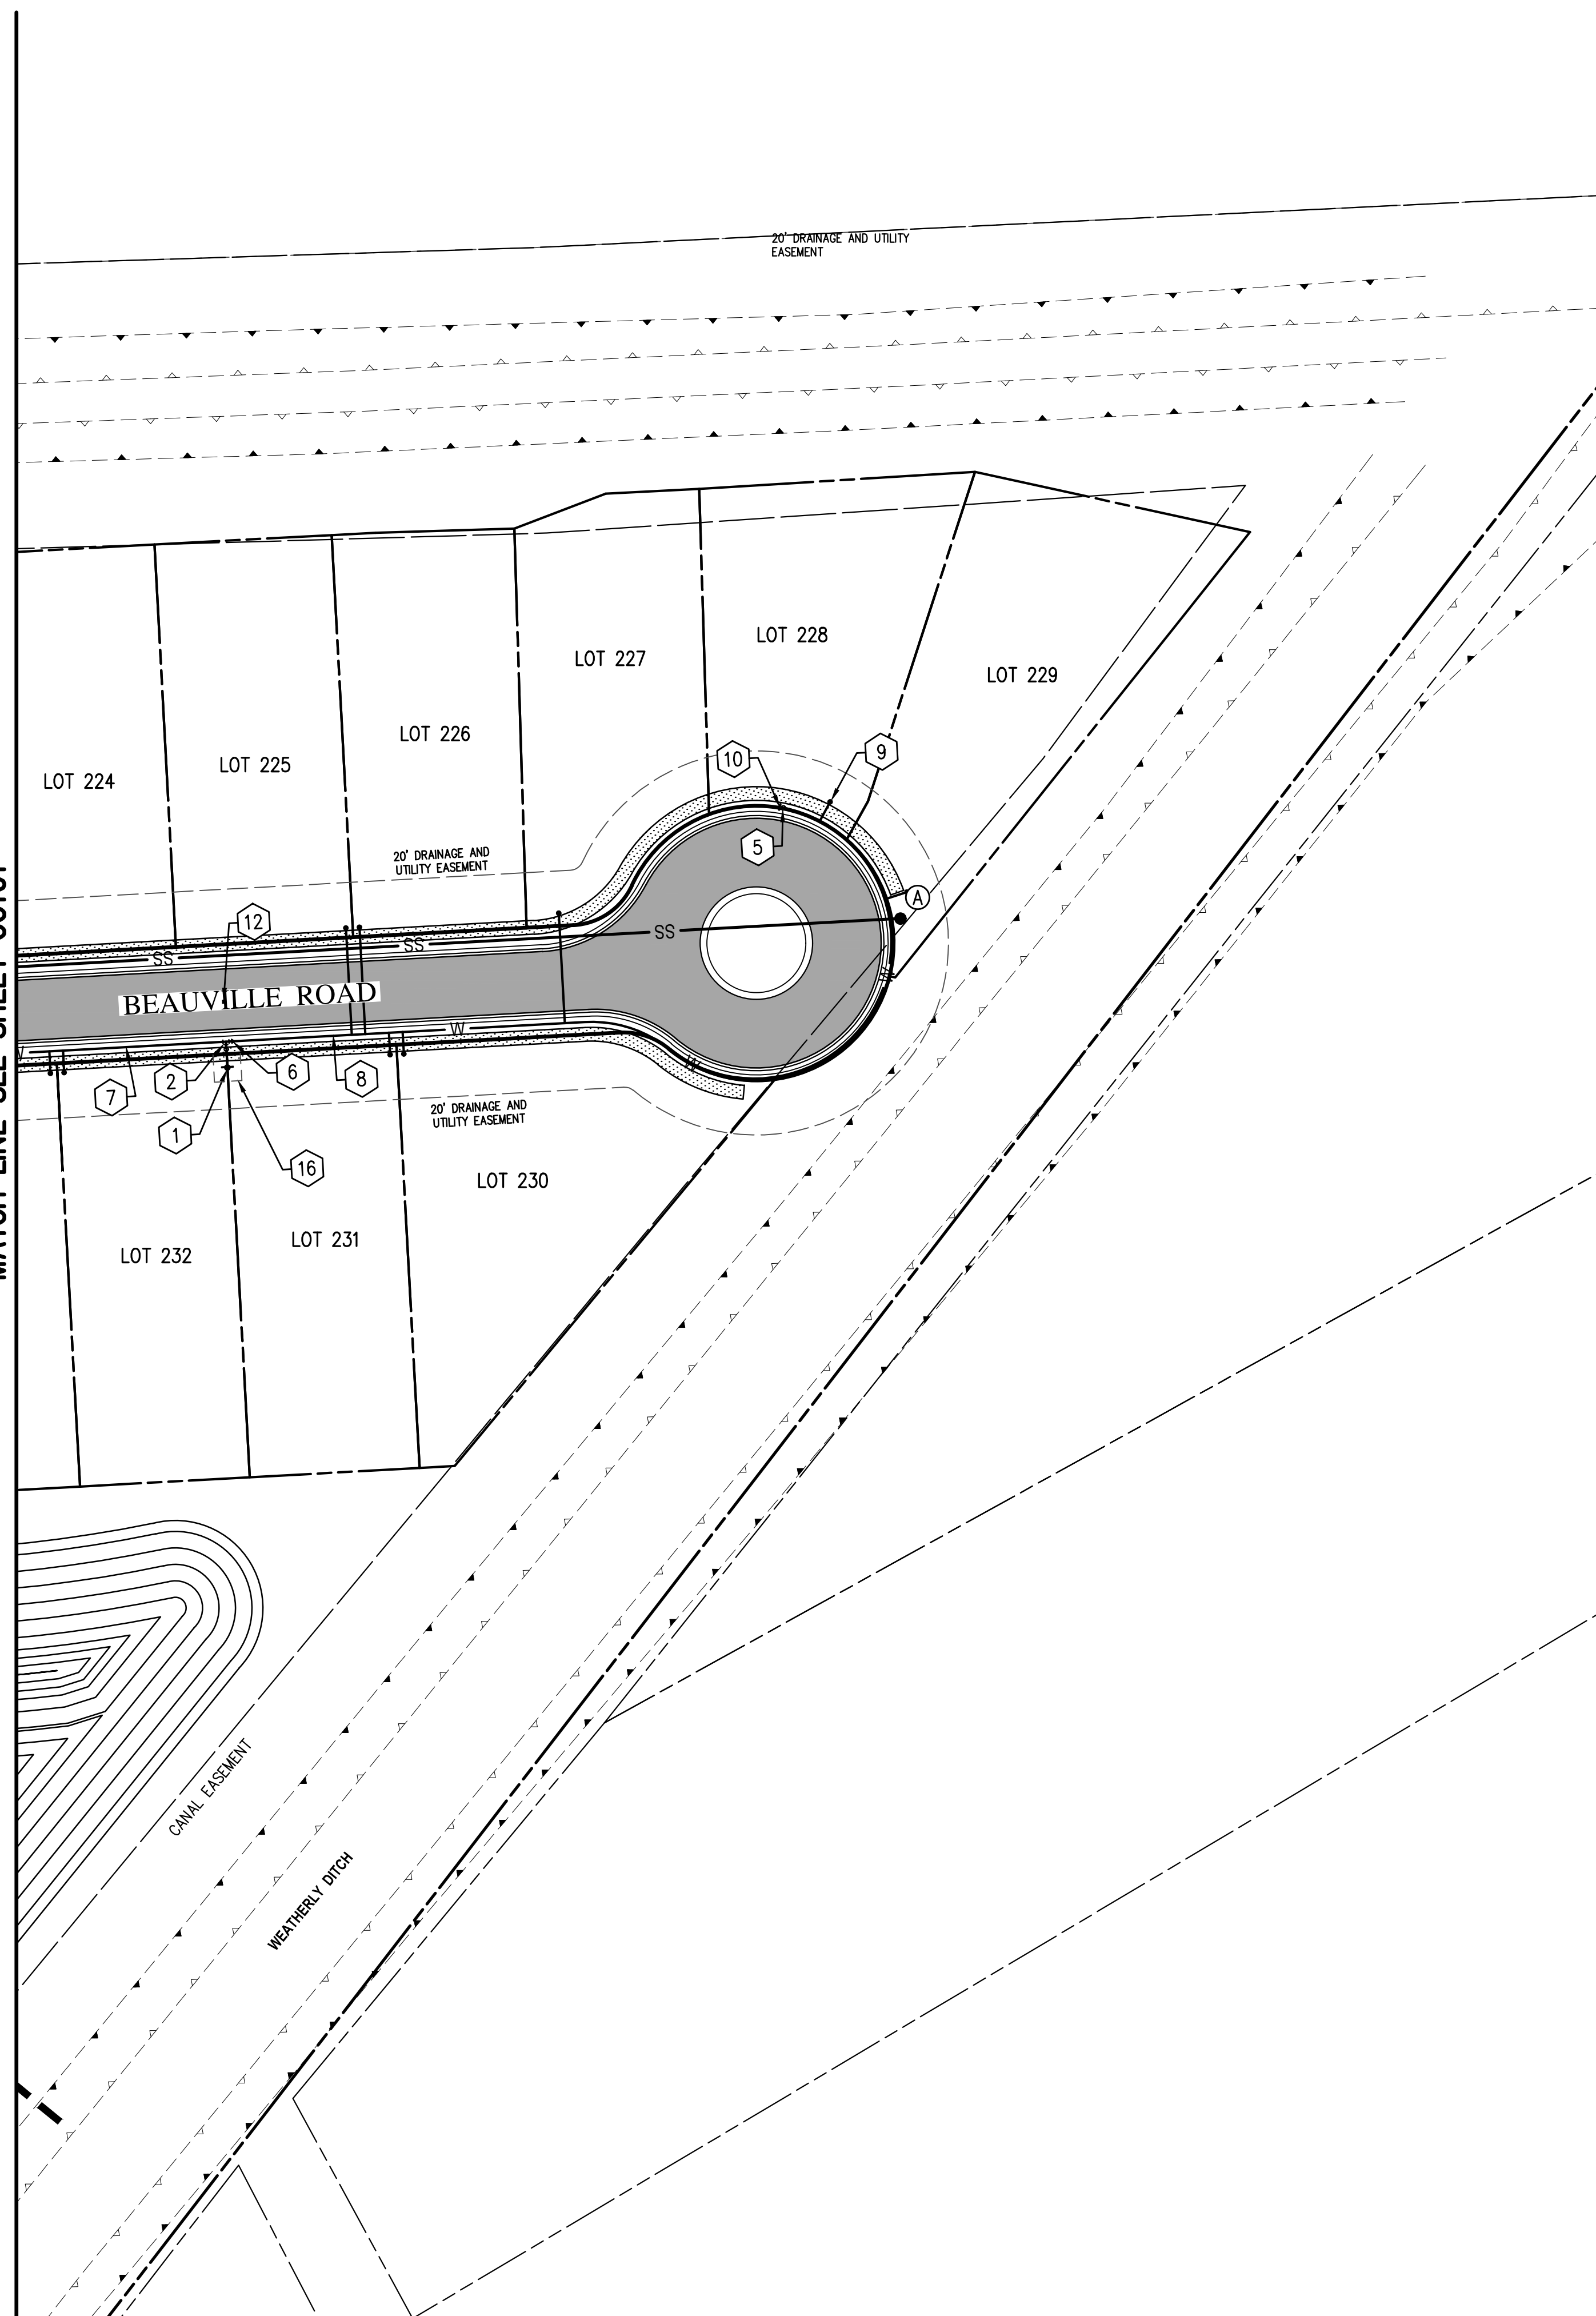 20' DRAINAGE AND UTILITY
EASEMENT
LOT 228
LOT 227
LOT 229
LOT 226
LOT 225
LOT 224
10
9
5
20' DRAINAGE AND
UTILITY EASEMENT
A
12
SS
SS
SS
BEAUVILLE ROAD
W
W
W
7
2
6
8
1
16
20' DRAINAGE AND
UTILITY EASEMENT
LOT 230
LOT 231
LOT 232
CANAL EASEMENT
WEATHERLY DITCH